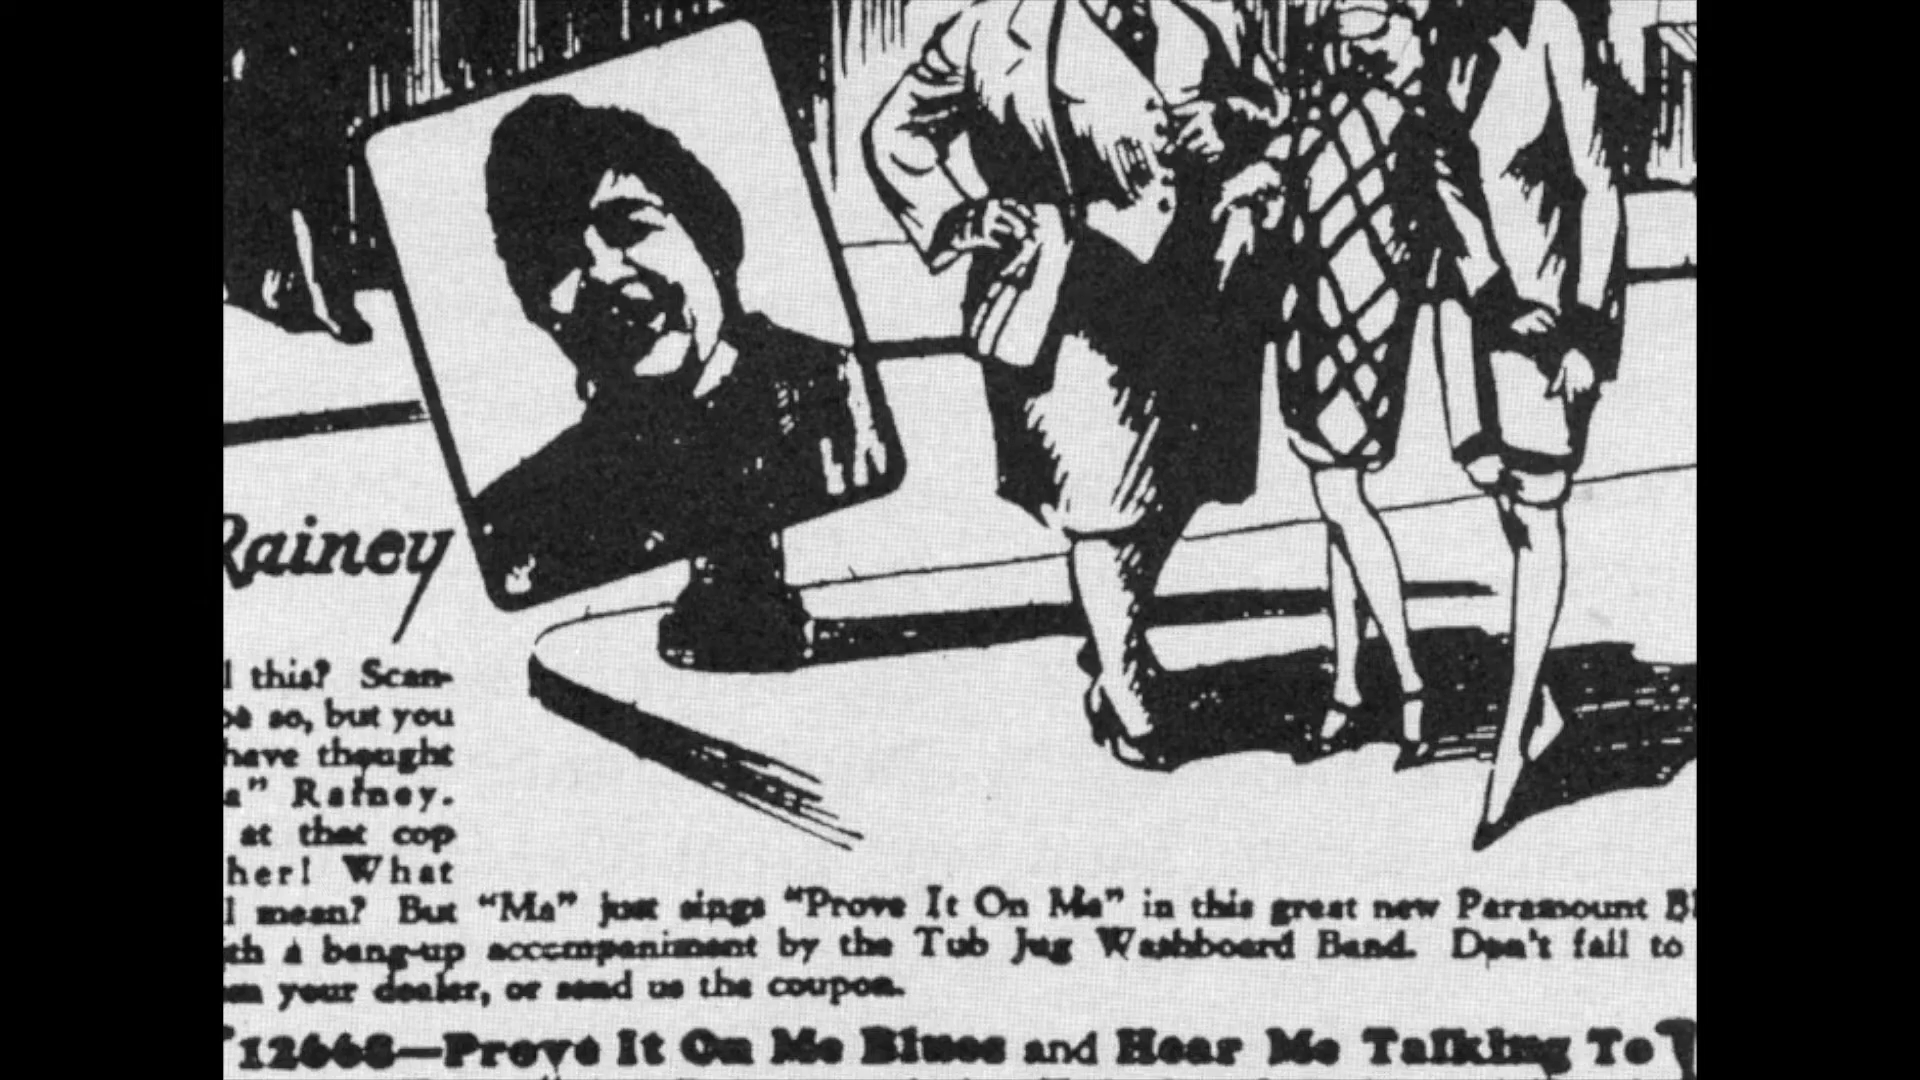 Rainey
this? Scan-
so, but you
have thought
a" Rainey.
at that cop
her! What
I mean? But "Ma" just sings "Prove It On Me" in this great new Paramount
a bang-up accompaniment by the Tub Jug Washboard Band. Don't fail to
your dealer, or send us the coupon.
12668—Prove It On Me Blues and Hear Me Talking To